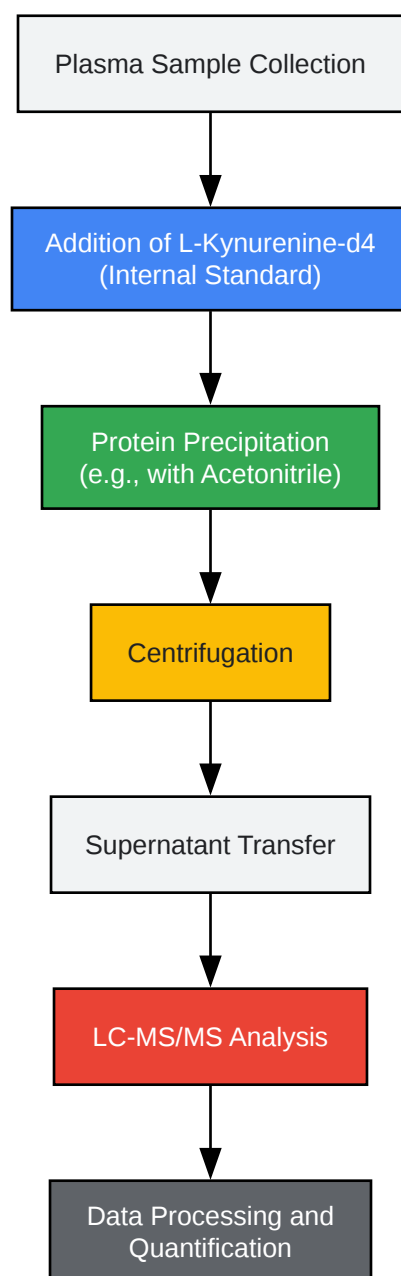 Plasma Sample Collection
Addition of L-Kynurenine-d4
(Internal Standard)
Protein Precipitation
(e.g., with Acetonitrile)
Centrifugation
Supernatant Transfer
LC-MS/MS Analysis
Data Processing and
Quantification